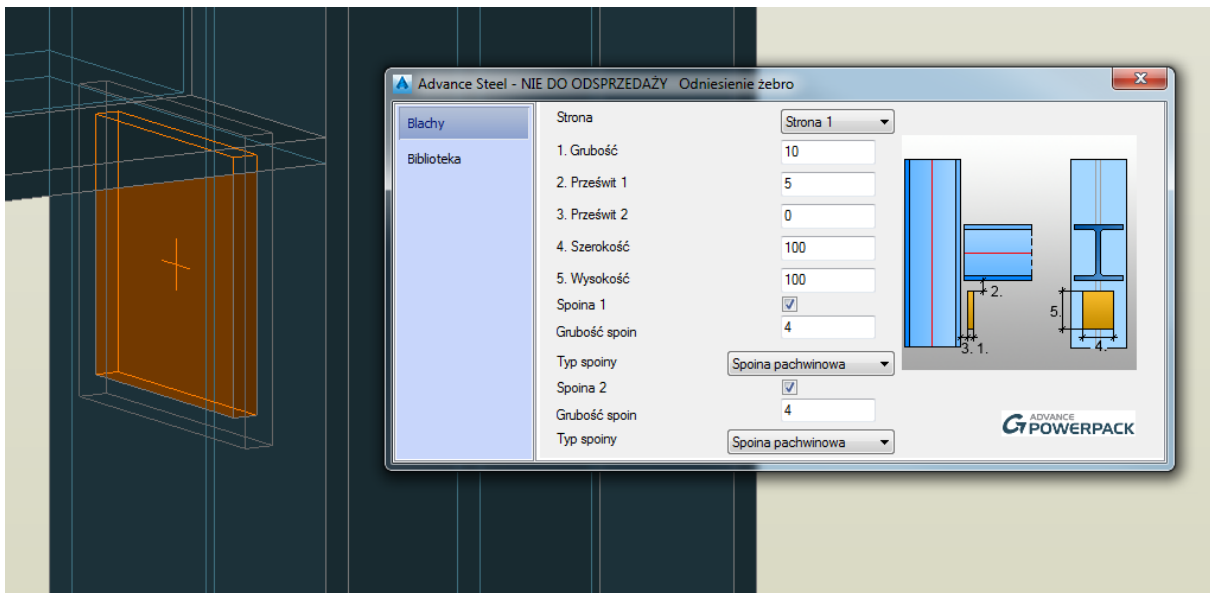 Advance Steel - NIE DO ODSPRZEDAŻY Odniesienie żebro
X
Blachy
Biblioteka
Strona
Strona 1
1. Grubość
10
2. Prześwit 1
5
3. Prześwit 2
0
4. Szerokość
100
5. Wysokość
100
Spoina 1
Grubość spoin
4
Typ spoiny
Spoina pachwinowa
Spoina 2
Grubość spoin
4
Typ spoiny
Spoina pachwinowa
2.
5.
3. 1.
4.
G ADVANCE
POWERPACK